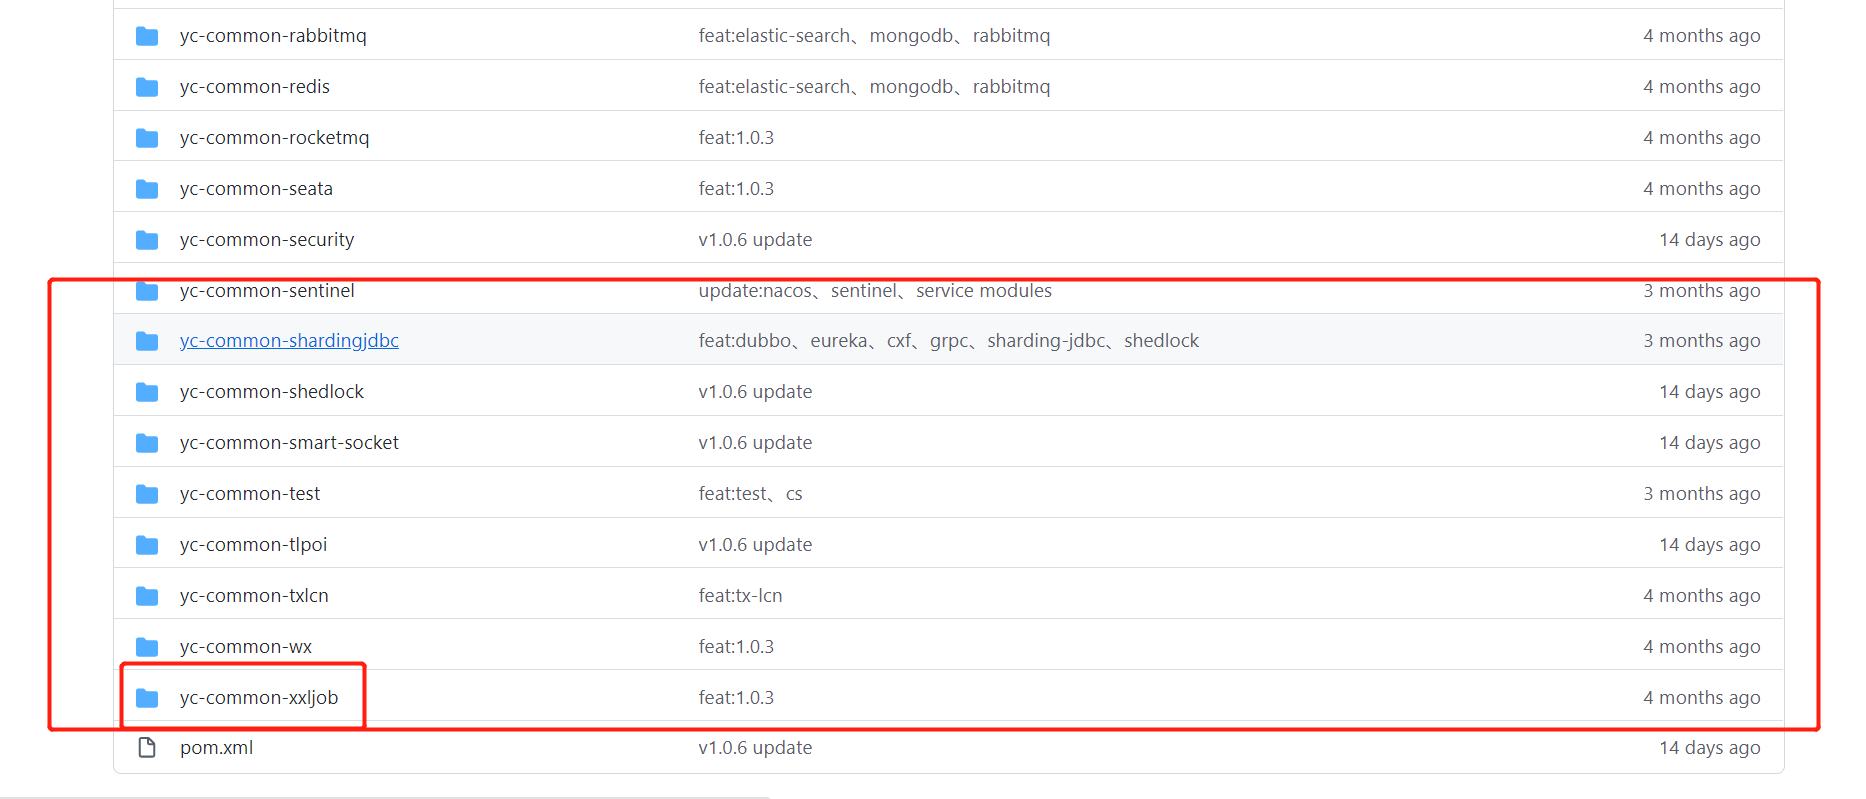 yc-common-rabbitmq feat:elastic-search、mongodb、rabbitmq 4 months ago
yc-common-redis feat:elastic-search、mongodb、rabbitmq 4 months ago
yc-common-rocketmq feat:1.0.3 4 months ago
yc-common-seata feat:1.0.3 4 months ago
yc-common-security v1.0.6 update 14 days ago
yc-common-sentinel update:nacos、sentinel、service modules 3 months ago
yc-common-shardingjdbc feat:dubbo、eureka、cxf、grpc、sharding-jdbc、shedlock 3 months ago
yc-common-shedlock v1.0.6 update 14 days ago
yc-common-smart-socket v1.0.6 update 14 days ago
yc-common-test feat:test、cs 3 months ago
yc-common-tlpoi v1.0.6 update 14 days ago
yc-common-txlcn feat:tx-lcn 4 months ago
yc-common-wx feat:1.0.3 4 months ago
yc-common-xxljob feat:1.0.3 4 months ago
pom.xml v1.0.6 update 14 days ago